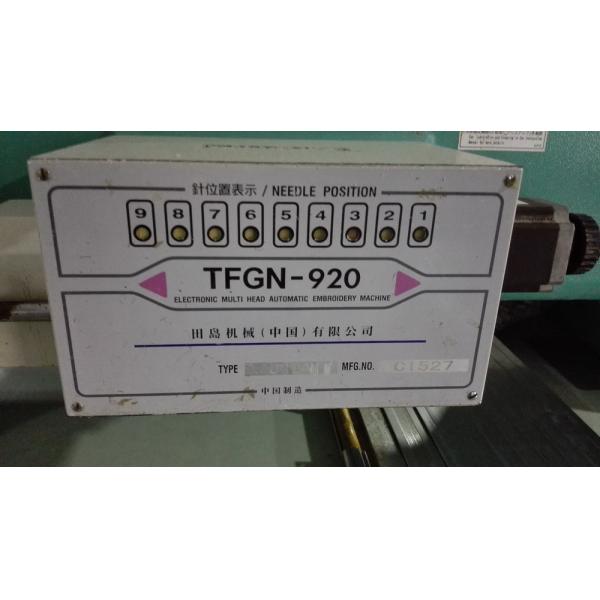 針位置表示 / NEEDLE POSITION
9 8 7 6 5 4 3 2 1
TFGN-920
ELECTRONIC MULTI HEAD AUTOMATIC EMBROIDERY MACHINE
田岛机械(中国)有限公司
TYPE MFG.NO. C1527
中国制造